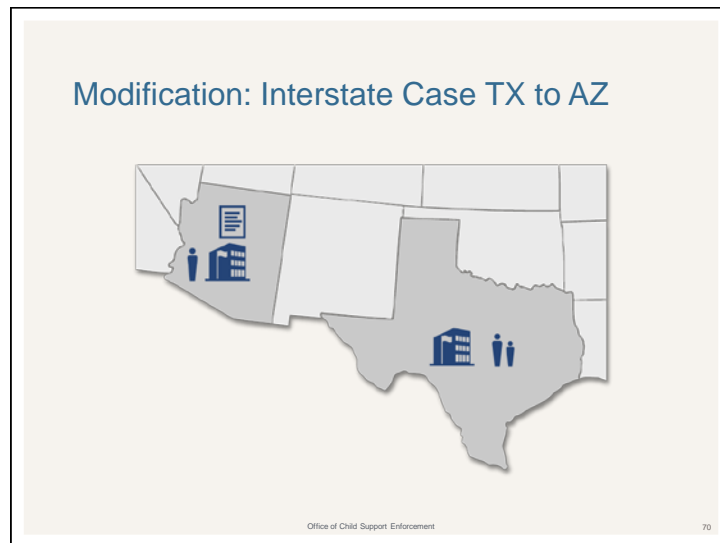 Modification: Interstate Case TX to AZ
Office of Child Support Enforcement
70